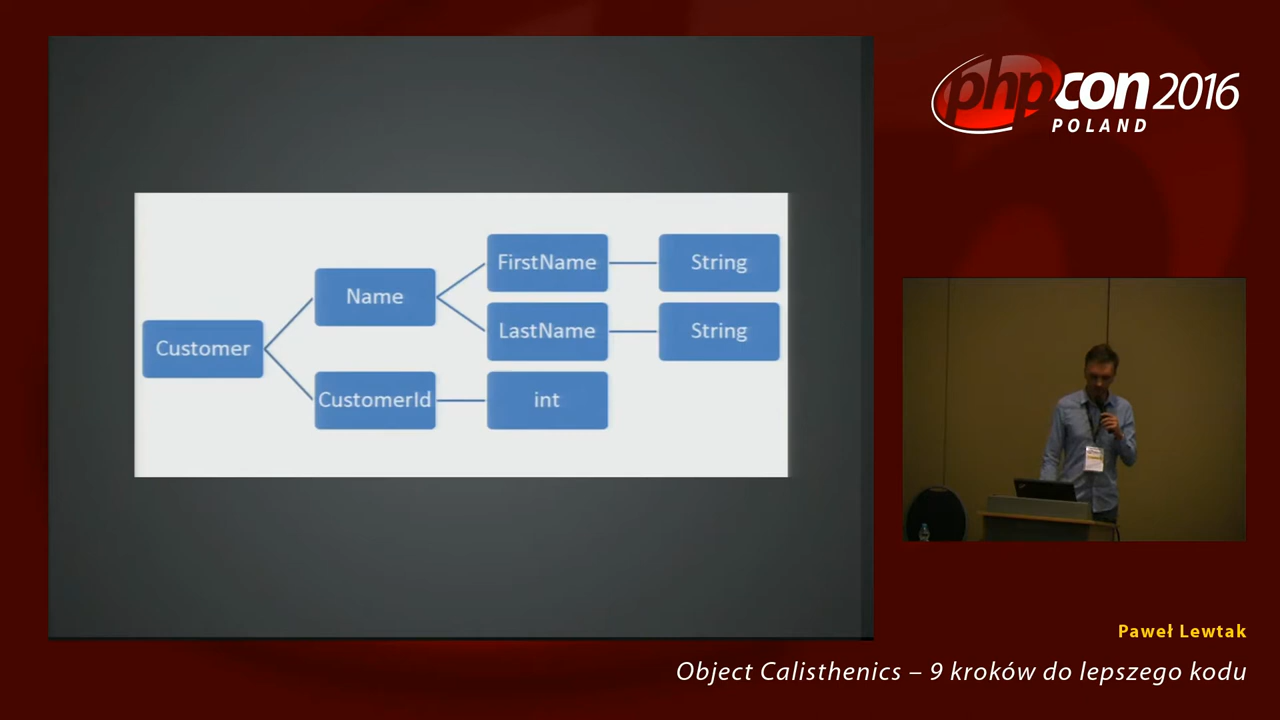 phpcon 2016
POLAND
FirstName
String
Name
LastName
String
Customer
CustomerId
int
Paweł Lewtak
Object Calisthenics – 9 kroków do lepszego kodu